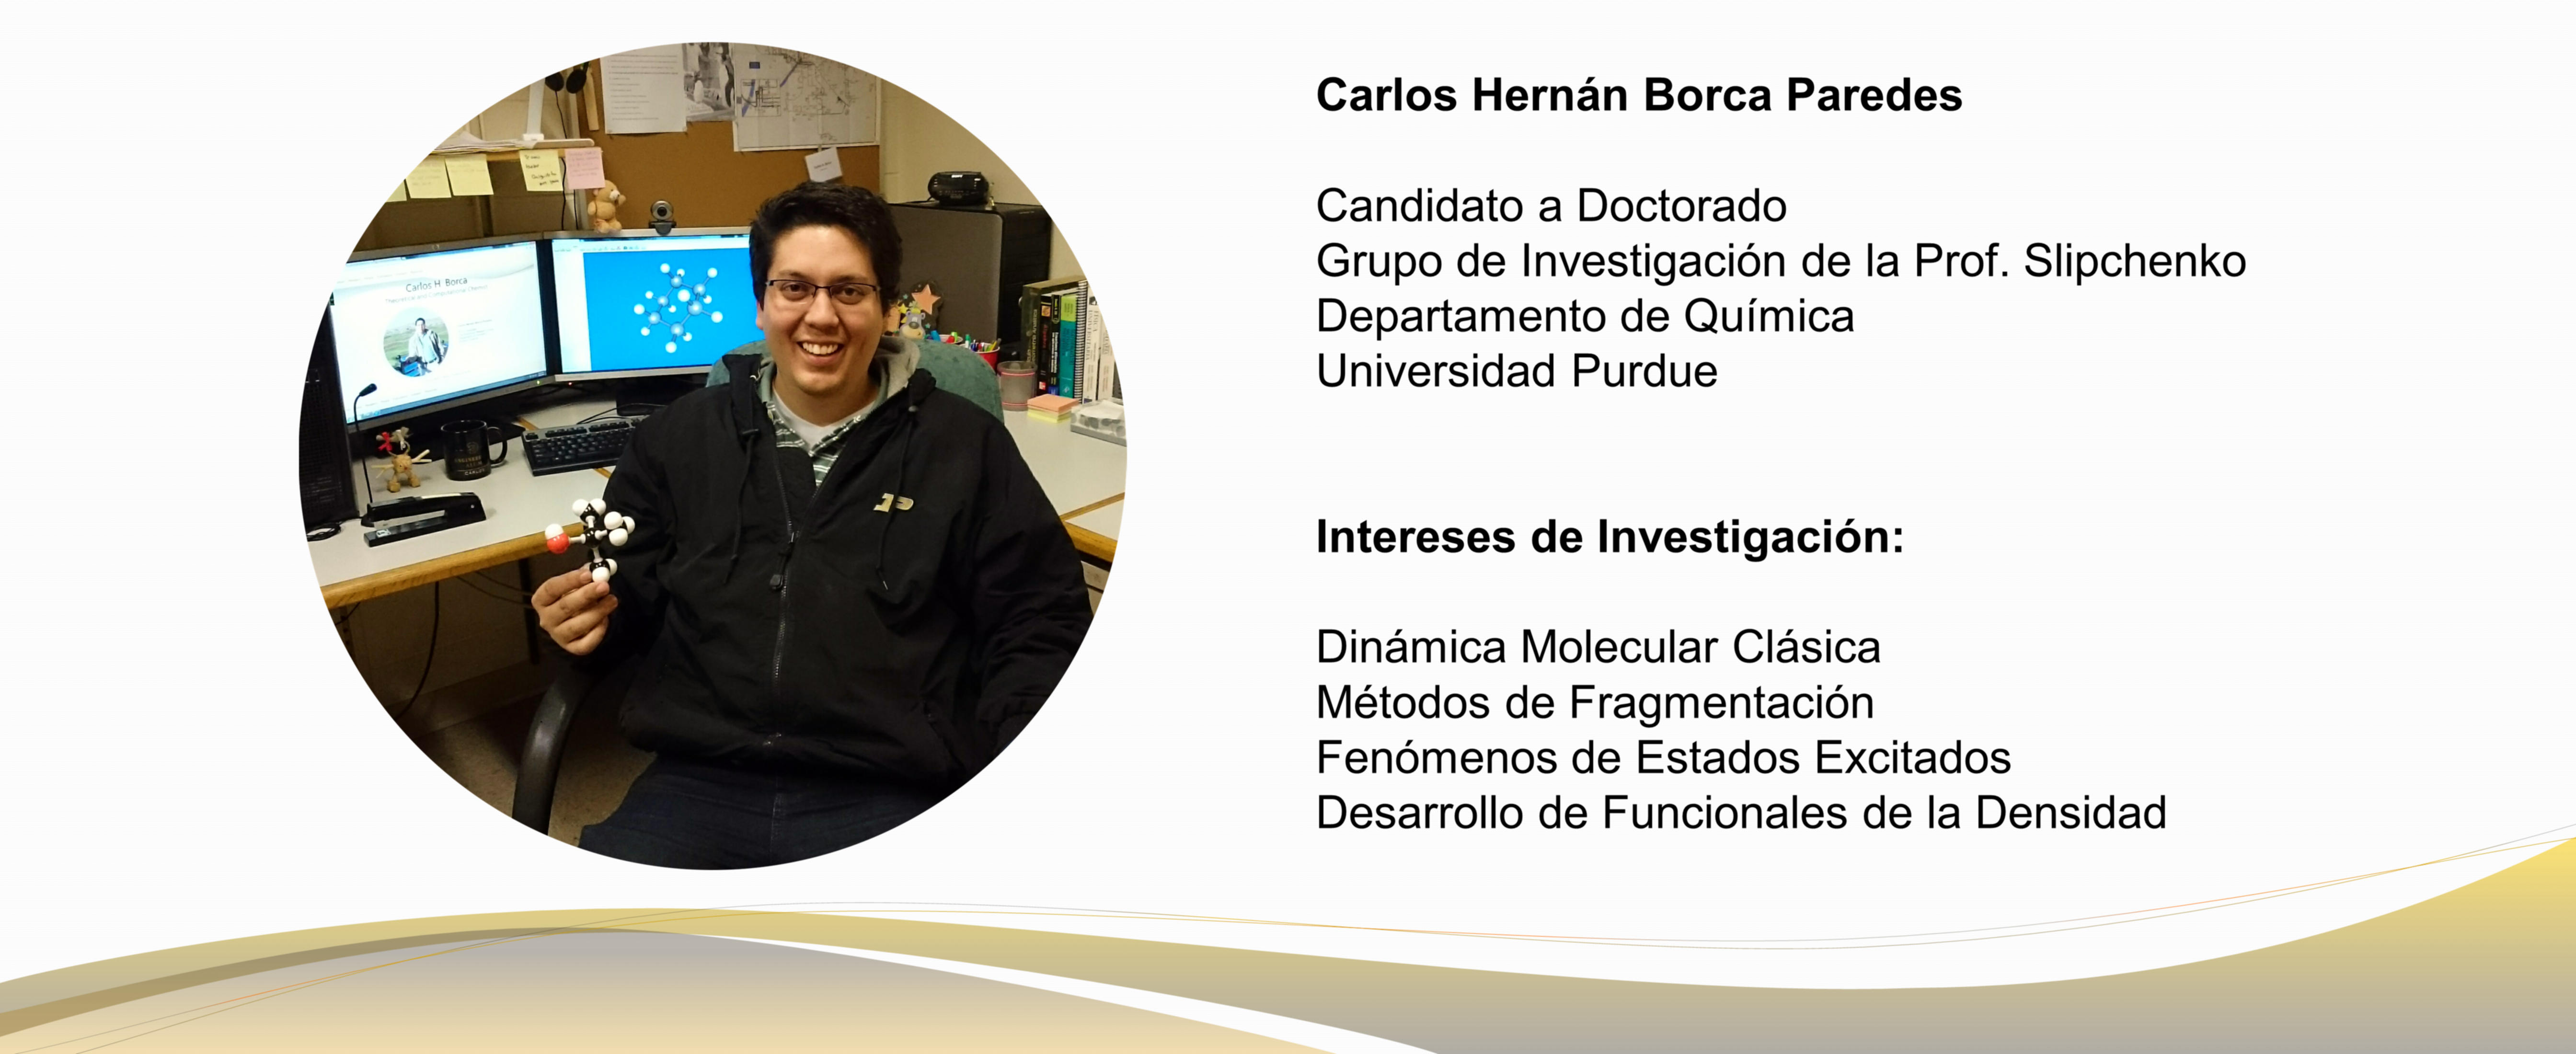 Carlos Hernán Borca Paredes
Candidato a Doctorado
Grupo de Investigación de la Prof. Slipchenko
Departamento de Química
Universidad Purdue
Intereses de Investigación:
Dinámica Molecular Clásica
Métodos de Fragmentación
Fenómenos de Estados Excitados
Desarrollo de Funcionales de la Densidad
Carlos H. Borca